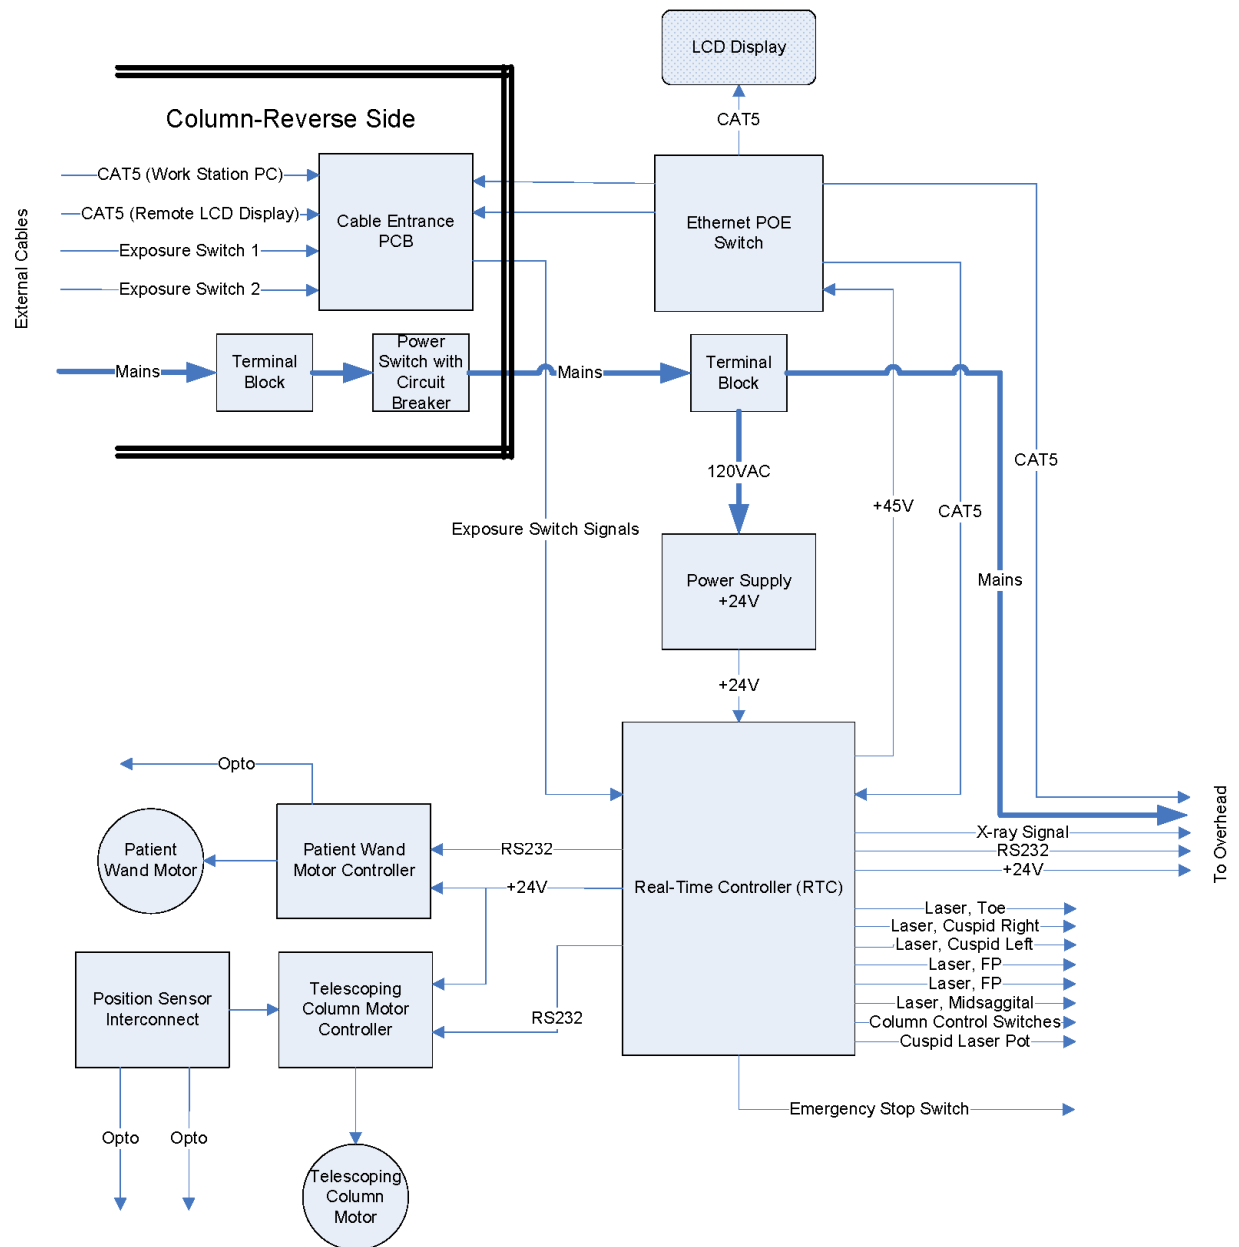 LCD Display
CAT5
Column-Reverse Side
External Cables
CAT5 (Work Station PC)
CAT5 (Remote LCD Display)
Exposure Switch 1
Exposure Switch 2
Cable Entrance
PCB
Ethernet POE
Switch
Mains
Terminal
Block
Power
Switch with
Circuit
Breaker
Mains
Terminal
Block
120VAC
CAT5
+45V
CAT5
Exposure Switch Signals
Mains
Power Supply
+24V
+24V
Opto
Patient
Wand Motor
Patient Wand
Motor Controller
RS232
+24V
Real-Time Controller (RTC)
X-ray Signal
RS232
+24V
To Overhead
Laser, Toe
Laser, Cuspid Right
Laser, Cuspid Left
Laser, FP
Laser, FP
Laser, Midsaggital
Column Control Switches
Cuspid Laser Pot
Position Sensor
Interconnect
Telescoping
Column Motor
Controller
RS232
Emergency Stop Switch
Opto
Opto
Telescoping
Column
Motor